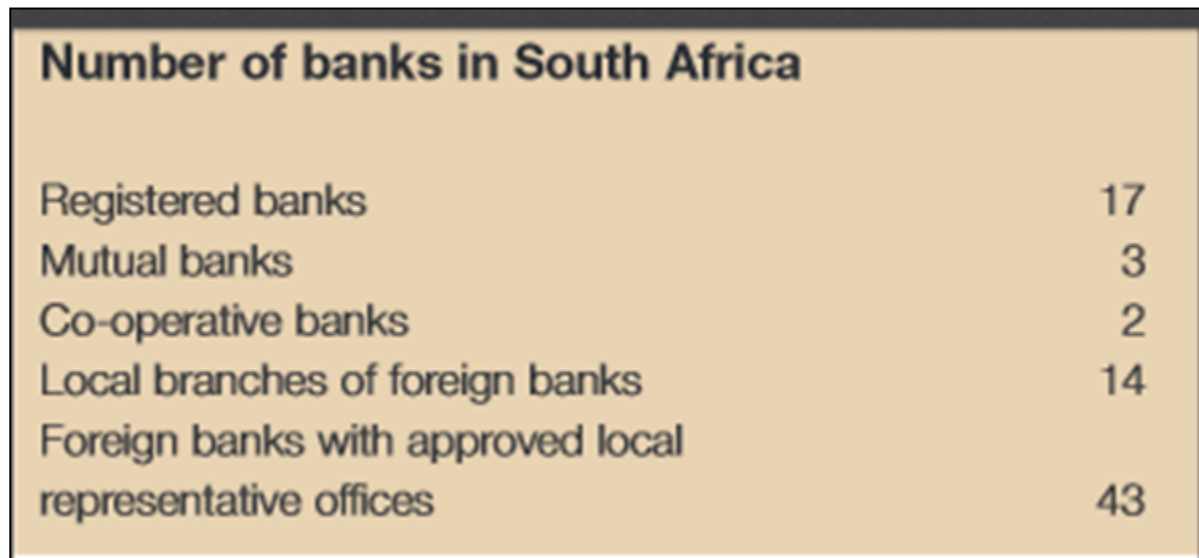 Number of banks in South Africa
Registered banks 17
Mutual banks 3
Co-operative banks 2
Local branches of foreign banks 14
Foreign banks with approved local
representative offices 43